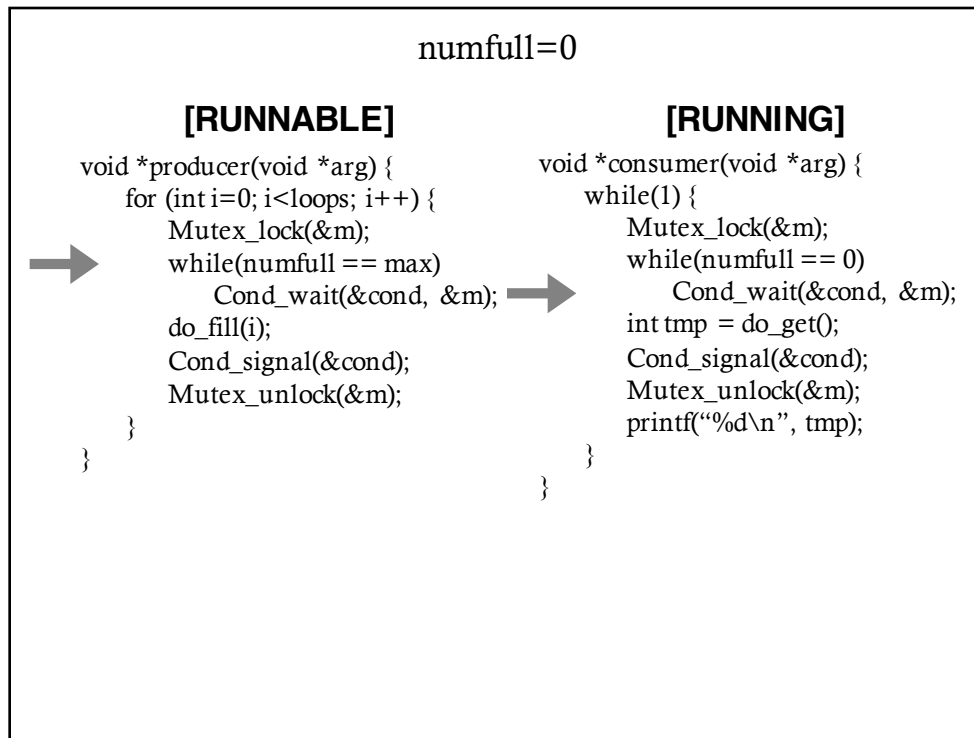 numfull=0
[RUNNABLE]
void *producer(void *arg) {
for (int i=0; i<loops; i++) {
Mutex_lock(&m);
while(numfull == max)
Cond_wait(&cond, &m);
do_fill(i);
Cond_signal(&cond);
Mutex_unlock(&m);
}
}
[RUNNING]
void *consumer(void *arg) {
while(1) {
Mutex_lock(&m);
while(numfull == 0)
Cond_wait(&cond, &m);
int tmp = do_get();
Cond_signal(&cond);
Mutex_unlock(&m);
printf(“%d\n”, tmp);
}
}